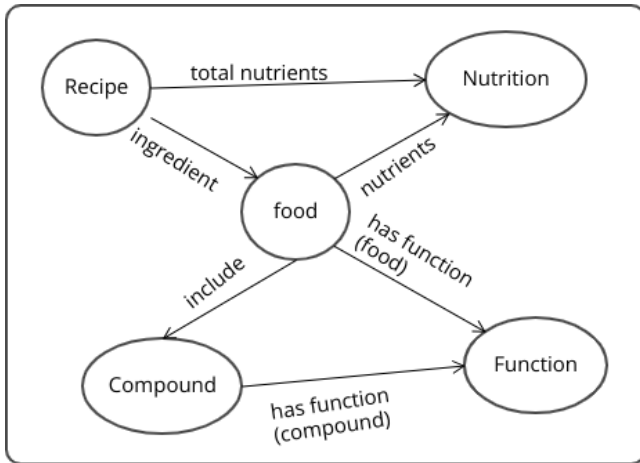 total nutrients
Recipe
Nutrition
ingredient
nutrients
food
has function
(food)
include
Compound
Function
has function
(compound)